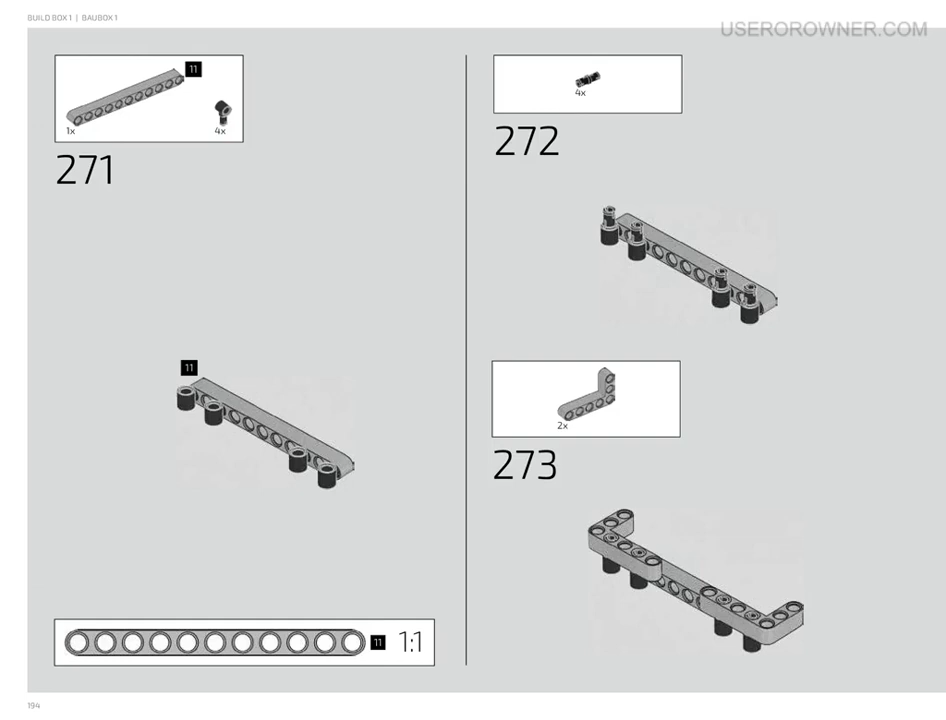 BUILD BOX 1 | BAUBOX 1
USEROROWNER.COM
11
1x
4x
271
11
11
1:1
4x
272
2x
273
194